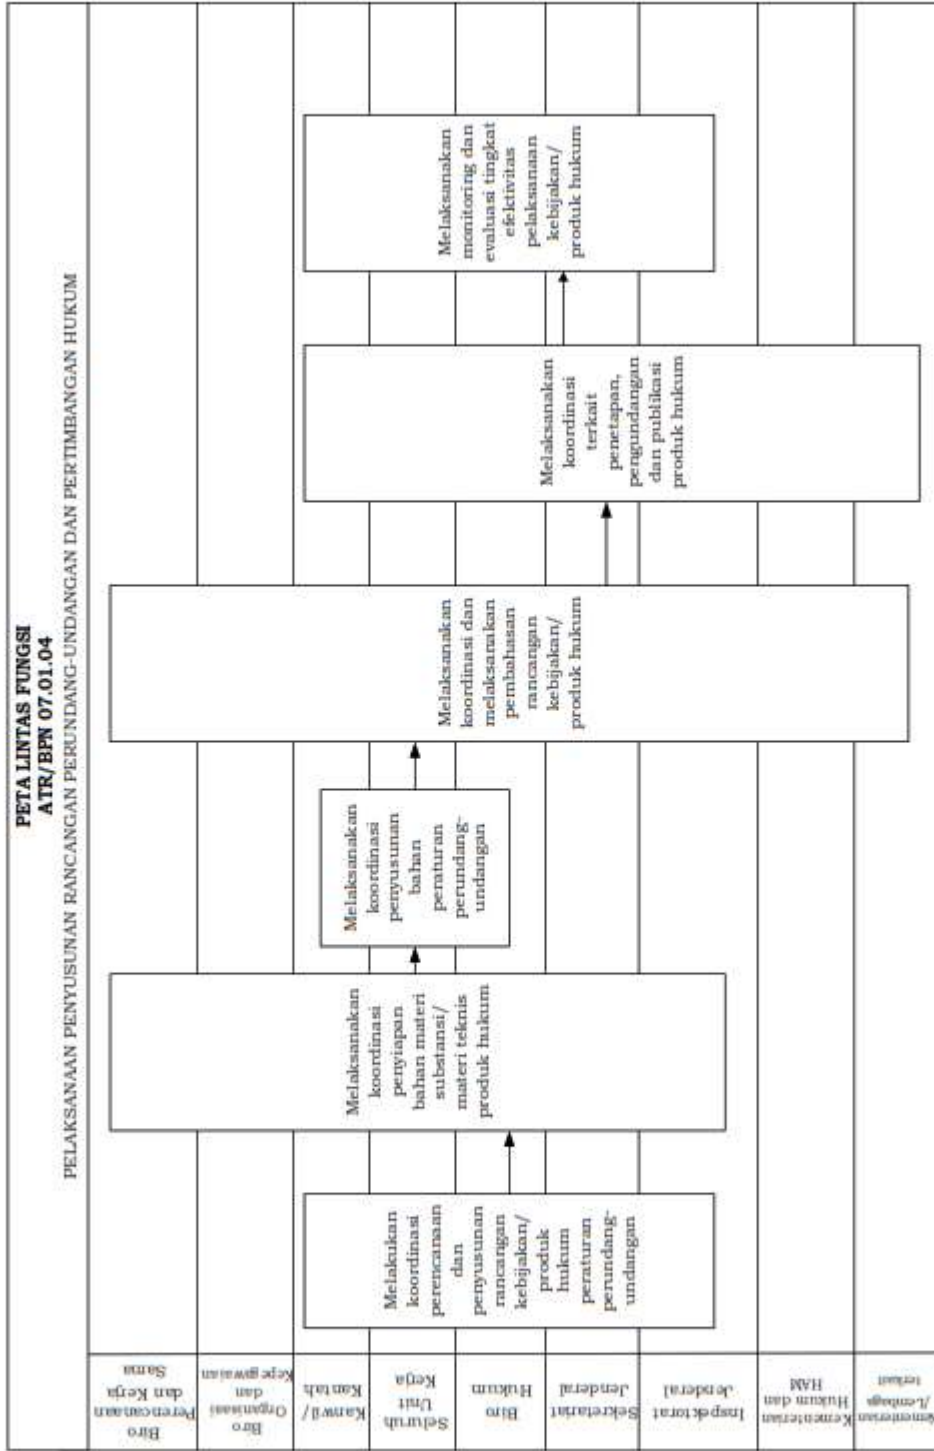 PETA LINTAS FUNGSI
ATR/BPN 07.01.04
PELAKSANAAN PENYUSUNAN RANCANGAN PERUNDANG-UNDANGAN DAN PERTIMBANGAN HUKUM
Biro
Perencanaan
dan Kerja
Sama
Biro
Organisasi
dan
Kepegawaian
Kanwil/
Kantah
Seluruh
Unit
Kerja
Biro
Hukum
Sekretariat
Jenderal
Inspektorat
Jenderal
Kementerian
Hukum dan
HAM
Kementerian
/Lembaga
terkait
Melakukan
koordinasi
perencanaan
dan
penyusunan
rancangan
kebijakan/
produk
hukum
peraturan
perundang-
undangan
Melaksanakan
koordinasi
penyiapan
bahan materi
substansi/
materi teknis
produk hukum
Melaksanakan
koordinasi
penyusunan
bahan
peraturan
perundang-
undangan
Melaksanakan
koordinasi dan
melaksanakan
pembahasan
rancangan
kebijakan/
produk hukum
Melaksanakan
koordinasi
terkait
penetapan,
pengundangan
dan publikasi
produk hukum
Melaksanakan
monitoring dan
evaluasi tingkat
efektivitas
pelaksanaan
kebijakan/
produk hukum